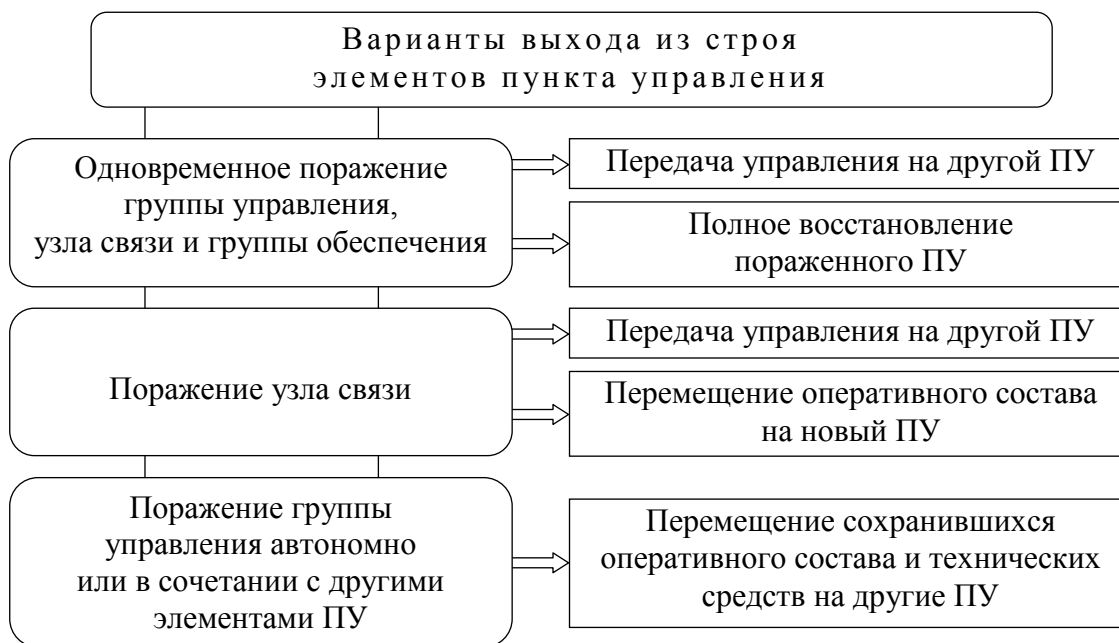 Варианты выхода из строя
элементов пункта управления
Одновременное поражение
группы управления,
узла связи и группы обеспечения
Передача управления на другой ПУ
Полное восстановление
пораженного ПУ
Поражение узла связи
Передача управления на другой ПУ
Перемещение оперативного состава
на новый ПУ
Поражение группы
управления автономно
или в сочетании с другими
элементами ПУ
Перемещение сохранившихся
оперативного состава и технических
средств на другие ПУ